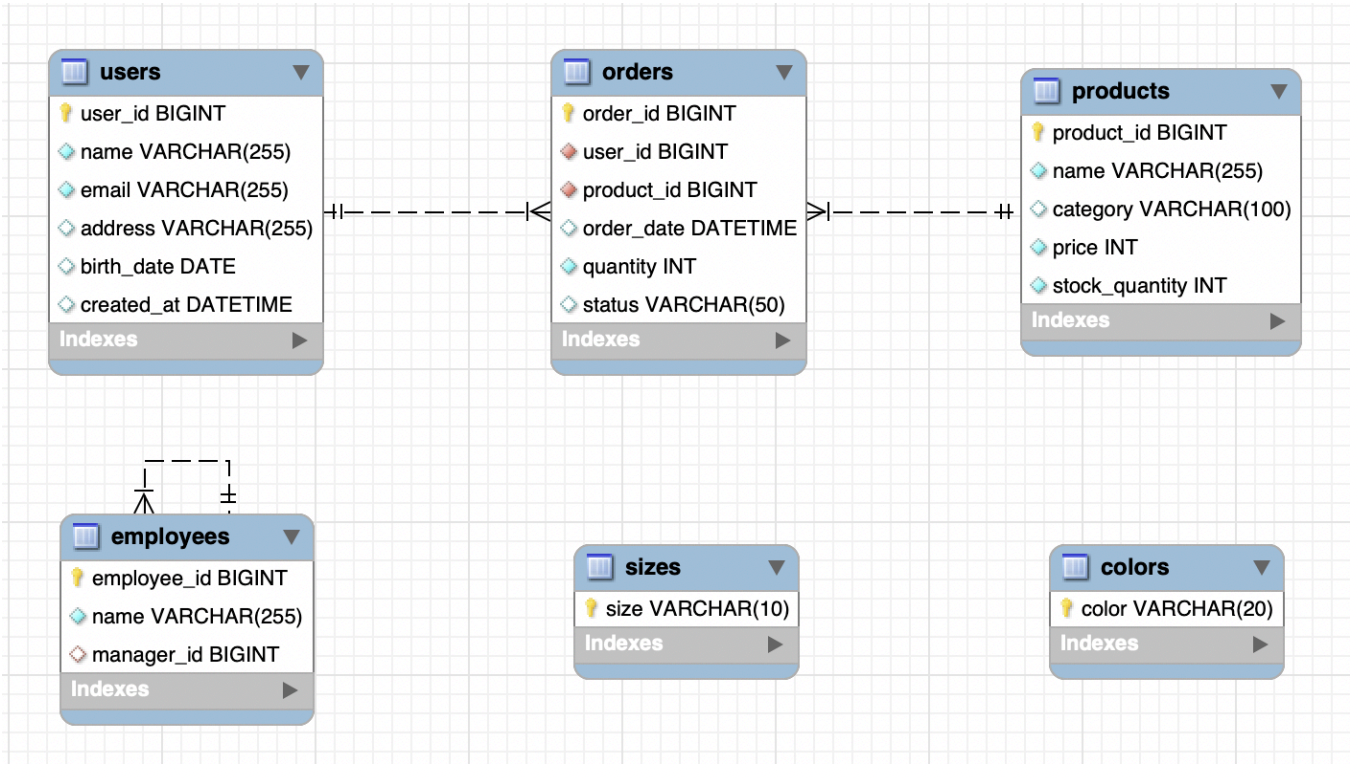 users
user_id BIGINT
name VARCHAR(255)
email VARCHAR(255)
address VARCHAR(255)
birth_date DATE
created_at DATETIME
Indexes
orders
order_id BIGINT
user_id BIGINT
product_id BIGINT
order_date DATETIME
quantity INT
status VARCHAR(50)
Indexes
products
product_id BIGINT
name VARCHAR(255)
category VARCHAR(100)
price INT
stock_quantity INT
Indexes
employees
employee_id BIGINT
name VARCHAR(255)
manager_id BIGINT
Indexes
sizes
size VARCHAR(10)
Indexes
colors
color VARCHAR(20)
Indexes